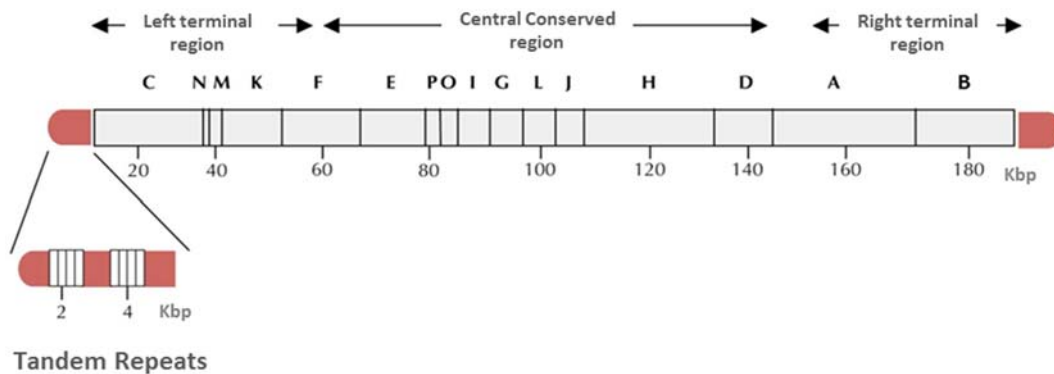 Left terminal region
Central Conserved region
Right terminal region
C N M K F E P O I G L J H D A B
20 40 60 80 100 120 140 160 180 Kbp
2 4 Kbp
Tandem Repeats